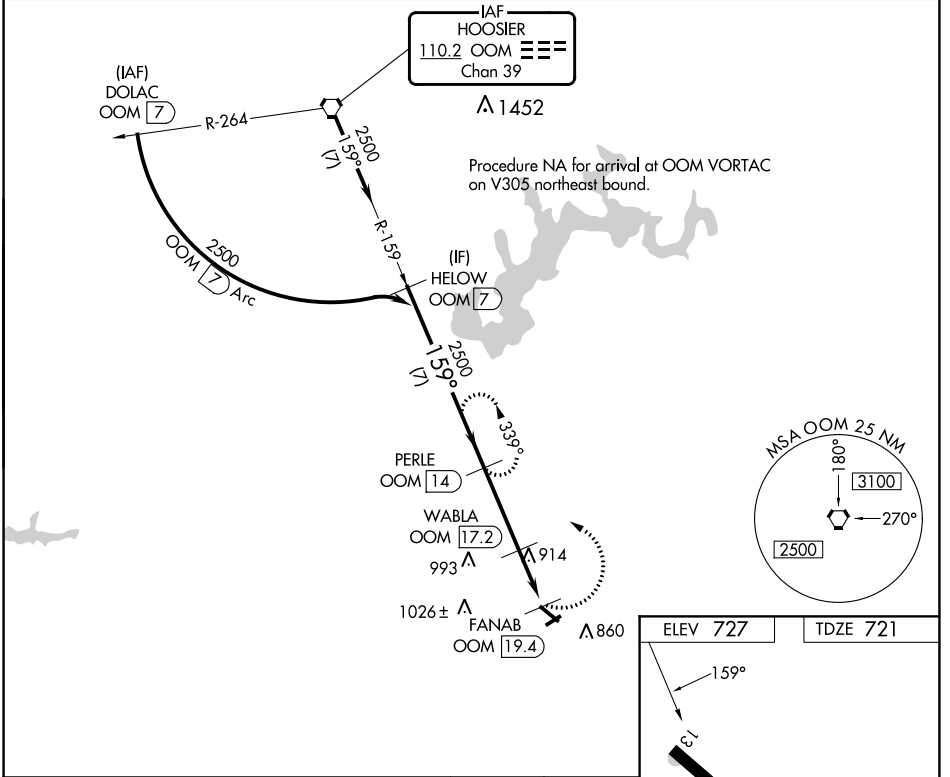 IAF
HOOSIER
110.2 OOM
Chan 39
1452
(IAF)
DOLAC
OOM 7
R-264
2500
159°
(7)
Procedure NA for arrival at OOM VORTAC
on V305 northeast bound.
R-159
2500
OOM 7 Arc
(IF)
HELOW
OOM 7
2500
159°
(7)
339°
PERLE
OOM 14
WABLA
OOM 17.2
993
914
1026±
FANAB
OOM 19.4
860
MSA OOM 25 NM
180°
3100
270°
2500
ELEV 727
TDZE 721
159°
13